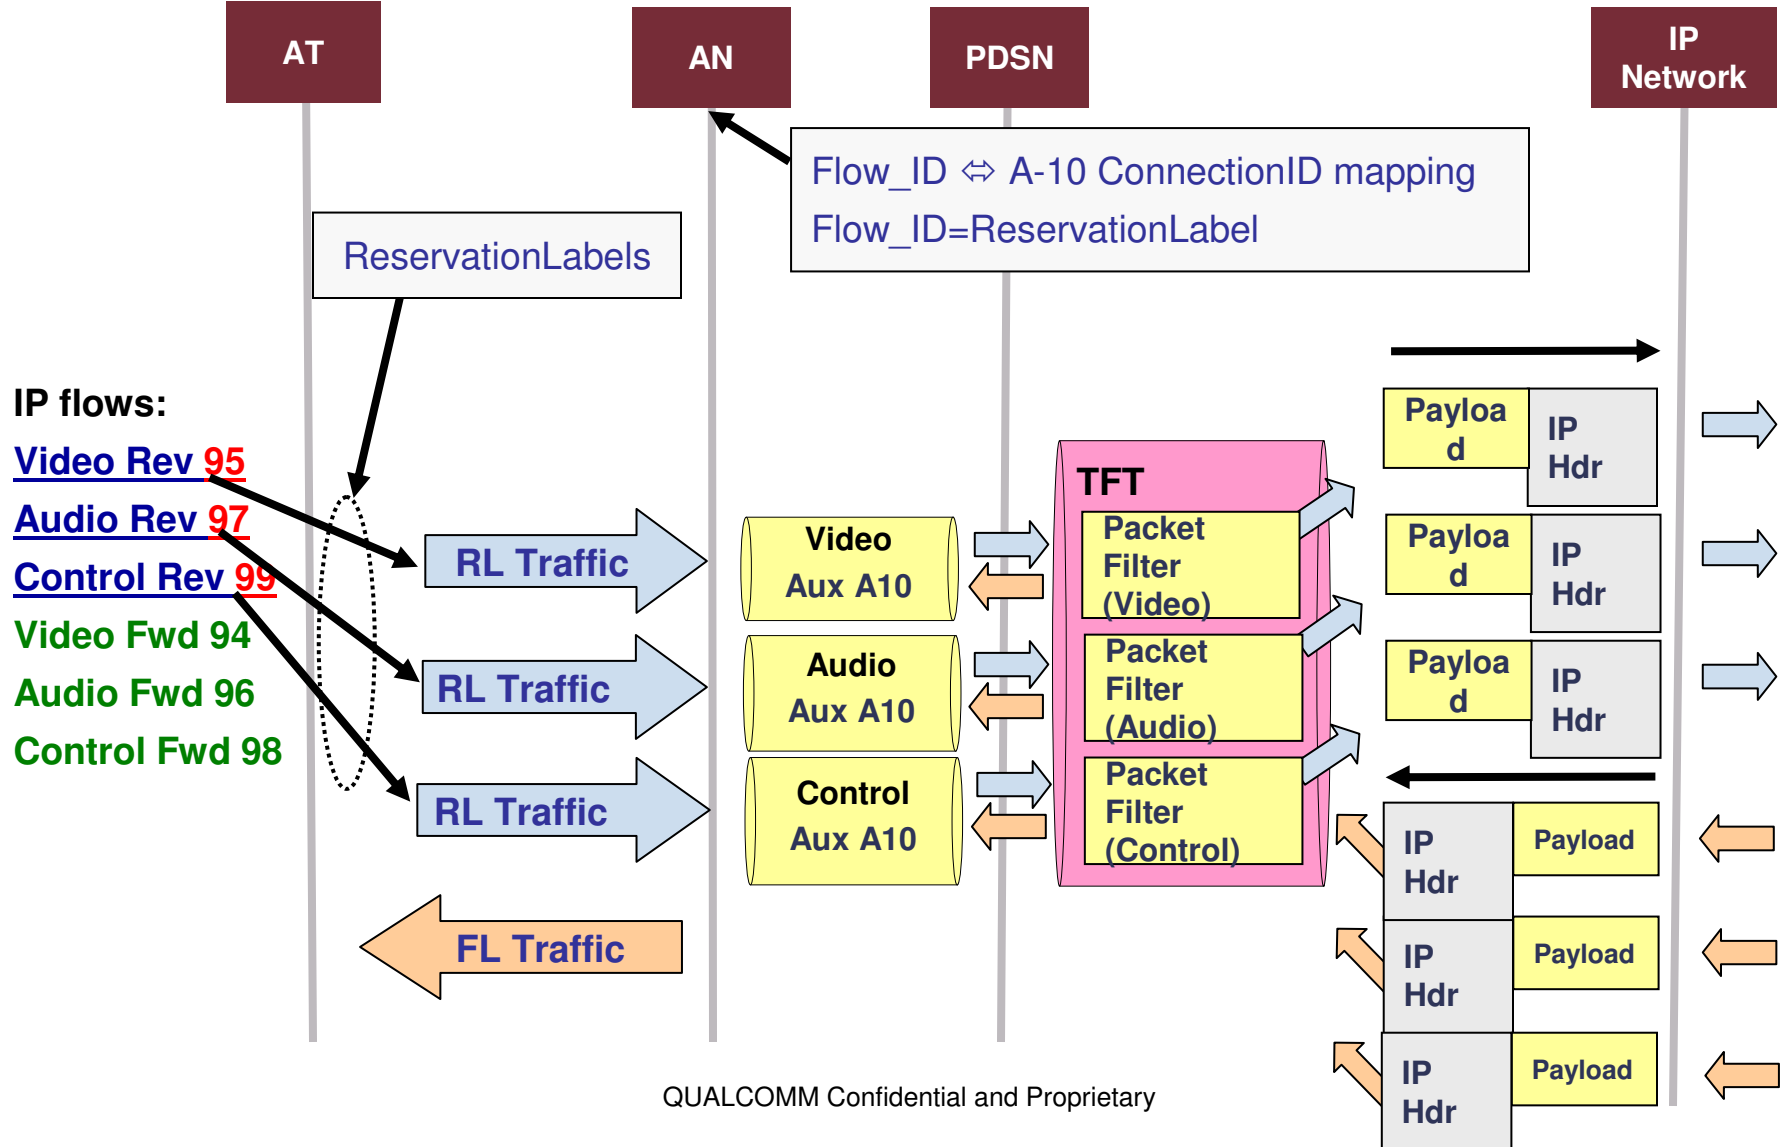 AT
AN
PDSN
IP
Network
Flow_ID ⇔ A-10 ConnectionID mapping
Flow_ID=ReservationLabel
ReservationLabels
IP flows:
Video Rev 95
Audio Rev 97
Control Rev 99
Video Fwd 94
Audio Fwd 96
Control Fwd 98
RL Traffic
RL Traffic
RL Traffic
FL Traffic
Video
Aux A10
Audio
Aux A10
Control
Aux A10
TFT
Packet
Filter
(Video)
Packet
Filter
(Audio)
Packet
Filter
(Control)
Payloa
d
IP
Hdr
Payloa
d
IP
Hdr
Payloa
d
IP
Hdr
IP
Hdr
Payload
IP
Hdr
Payload
IP
Hdr
Payload
QUALCOMM Confidential and Proprietary